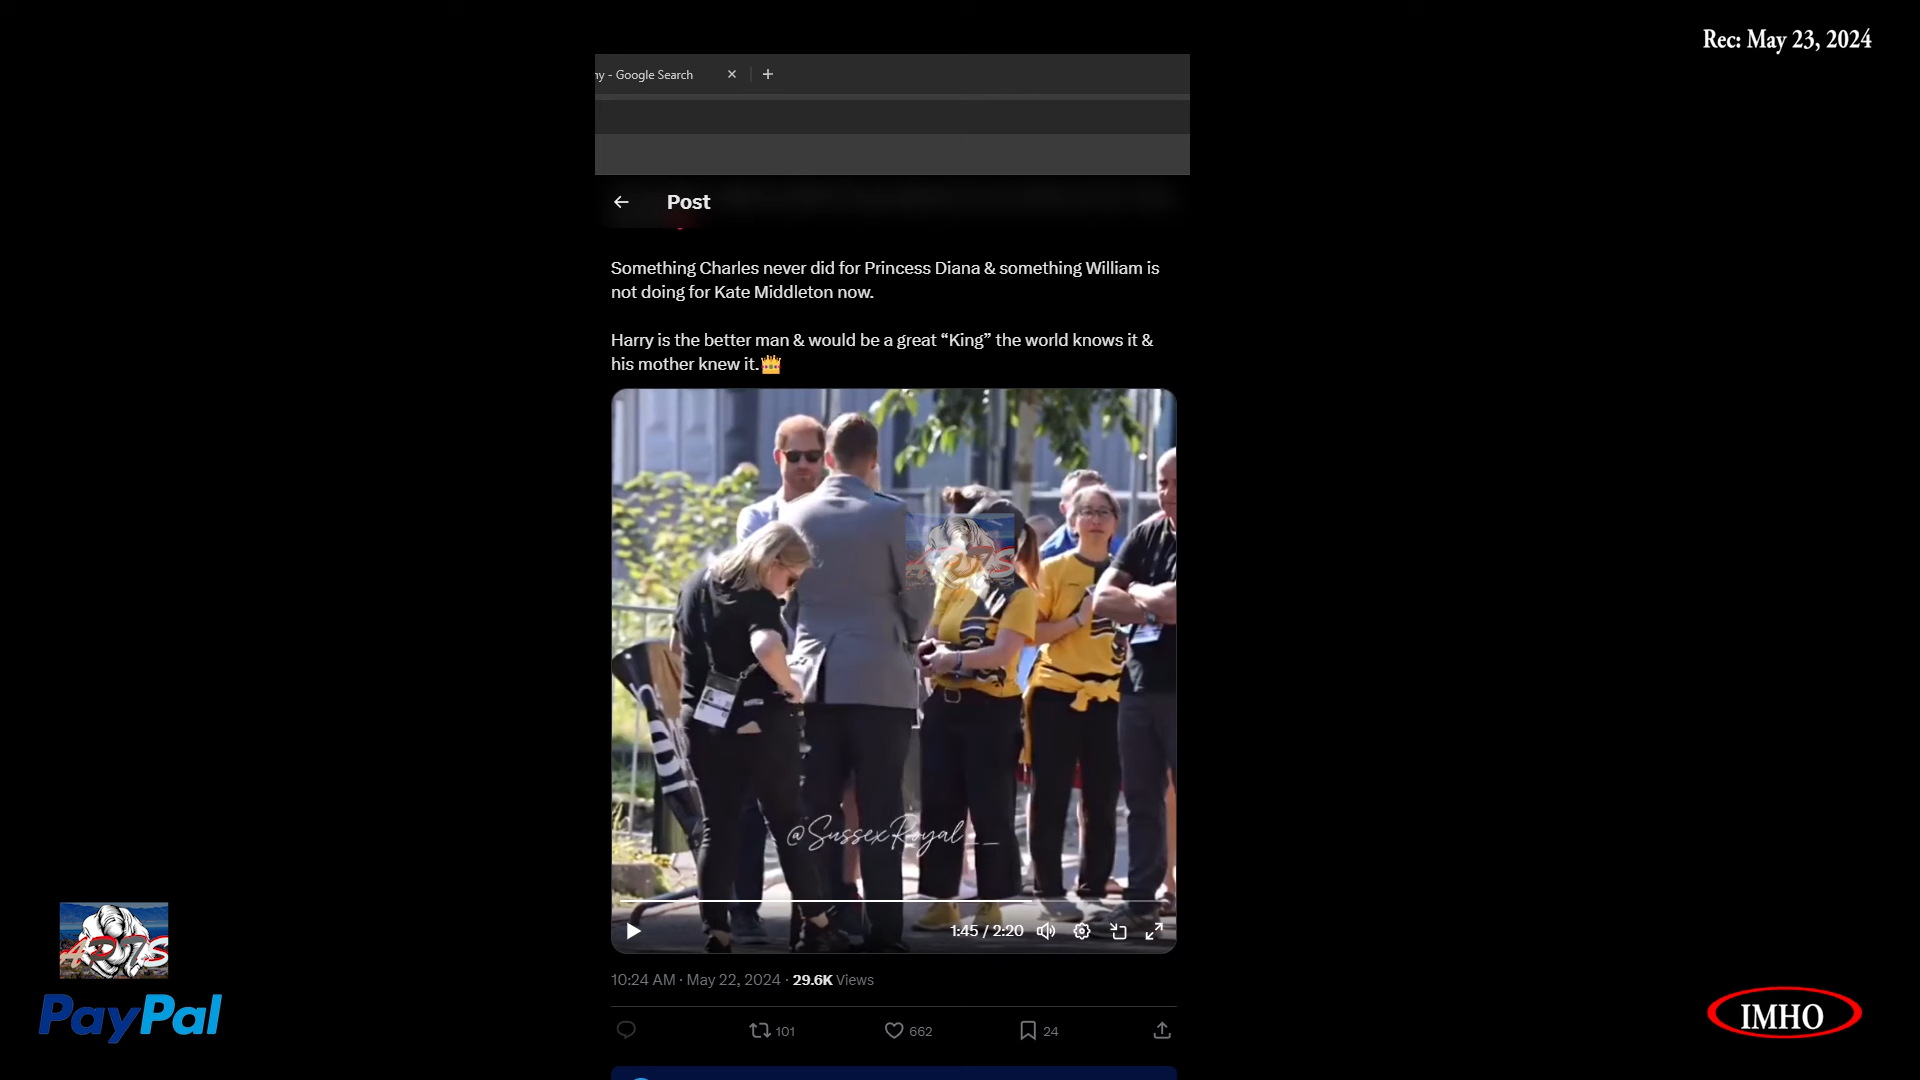 Rec: May 23, 2024
ny - Google Search
Post
Something Charles never did for Princess Diana & something William is
not doing for Kate Middleton now.
Harry is the better man & would be a great “King” the world knows it &
his mother knew it.👑
@SussexRoyal__
1:45 / 2:20
10:24 AM · May 22, 2024 · 29.6K Views
101
662
24
PayPal
IMHO